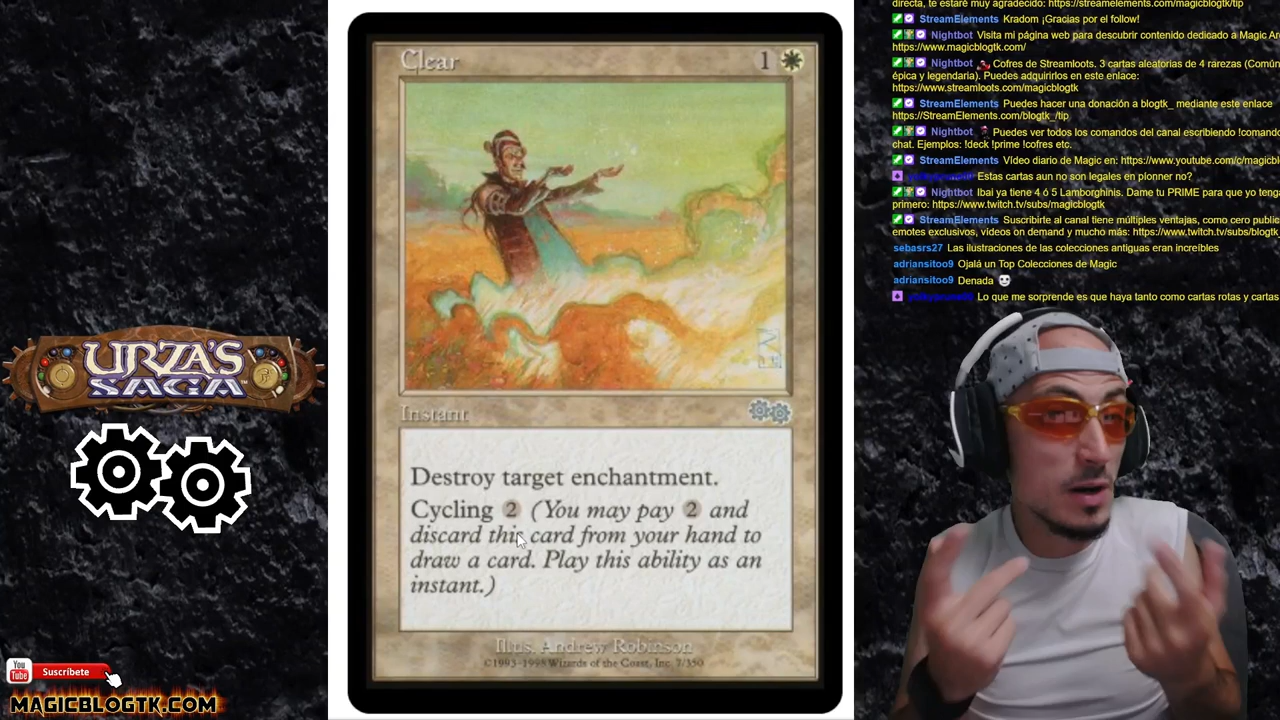 directa, te estaré muy agradecido: https://streamelements.com/magicblogtk/tip
StreamElements Kradom ¡Gracias por el follow!
Nightbot Visita mi página web para descubrir contenido dedicado a Magic Are
https://www.magicblogtk.com/
Nightbot Cofres de Streamloots. 3 cartas aleatorias de 4 rarezas (Común
épica y legendaria). Puedes adquirirlos en este enlace:
https://www.streamloots.com/magicblogtk
StreamElements Puedes hacer una donación a blogtk_ mediante este enlace
https://StreamElements.com/blogtk_/tip
Nightbot Puedes ver todos los comandos del canal escribiendo !comando
chat. Ejemplos: !deck !prime !cofres etc.
StreamElements Vídeo diario de Magic en: https://www.youtube.com/c/magicbl
Estas cartas aun no son legales en pionner no?
Nightbot Ibai ya tiene 4 ó 5 Lamborghinis. Dame tu PRIME para que yo tenga
primero: https://www.twitch.tv/subs/magicblogtk
StreamElements Suscribirte al canal tiene múltiples ventajas, como cero public
emotes exclusivos, vídeos on demand y mucho más: https://www.twitch.tv/subs/blogtk_
sebasrs27 Las ilustraciones de las colecciones antiguas eran increíbles
adriansitoo9 Ojalá un Top Colecciones de Magic
adriansitoo9 Denada
Lo que me sorprende es que haya tanto como cartas rotas y cartas
Clear 1
Instant
Destroy target enchantment.
Cycling 2 (You may pay 2 and
discard this card from your hand to
draw a card. Play this ability as an
instant.)
Illus. Andrew Robinson
©1993-1998 Wizards of the Coast, Inc. 7/350
URZA'S
SAGA™
You
Tube
Suscríbete
MAGICBLOGTK.COM